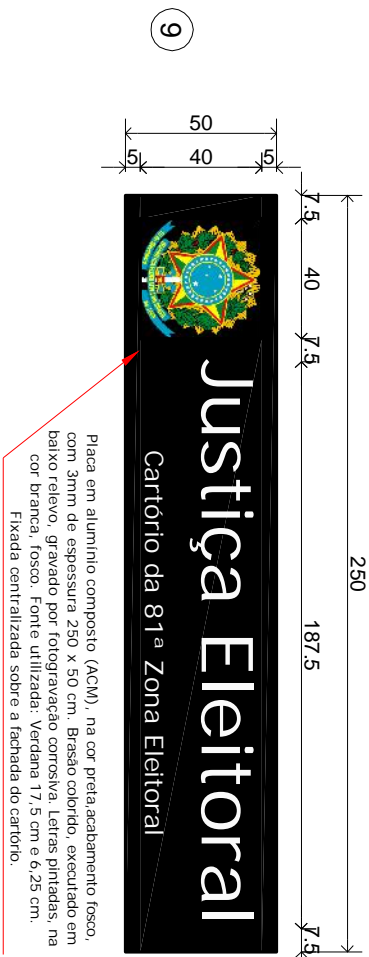 9
250
7.5
40
7.5
187.5
7.5
50
5
40
5
Justiça Eleitoral
Cartório da 81ª Zona Eleitoral
Placa em alumínio composto (ACM), na cor preta,acabamento fosco,
com 3mm de espessura 250 x 50 cm. Brasão colorido, executado em
baixo relevo, gravado por fotogravação corrosiva. Letras pintadas, na
cor branca, fosco. Fonte utilizada: Verdana 17,5 cm e 6,25 cm.
Fixada centralizada sobre a fachada do cartório.